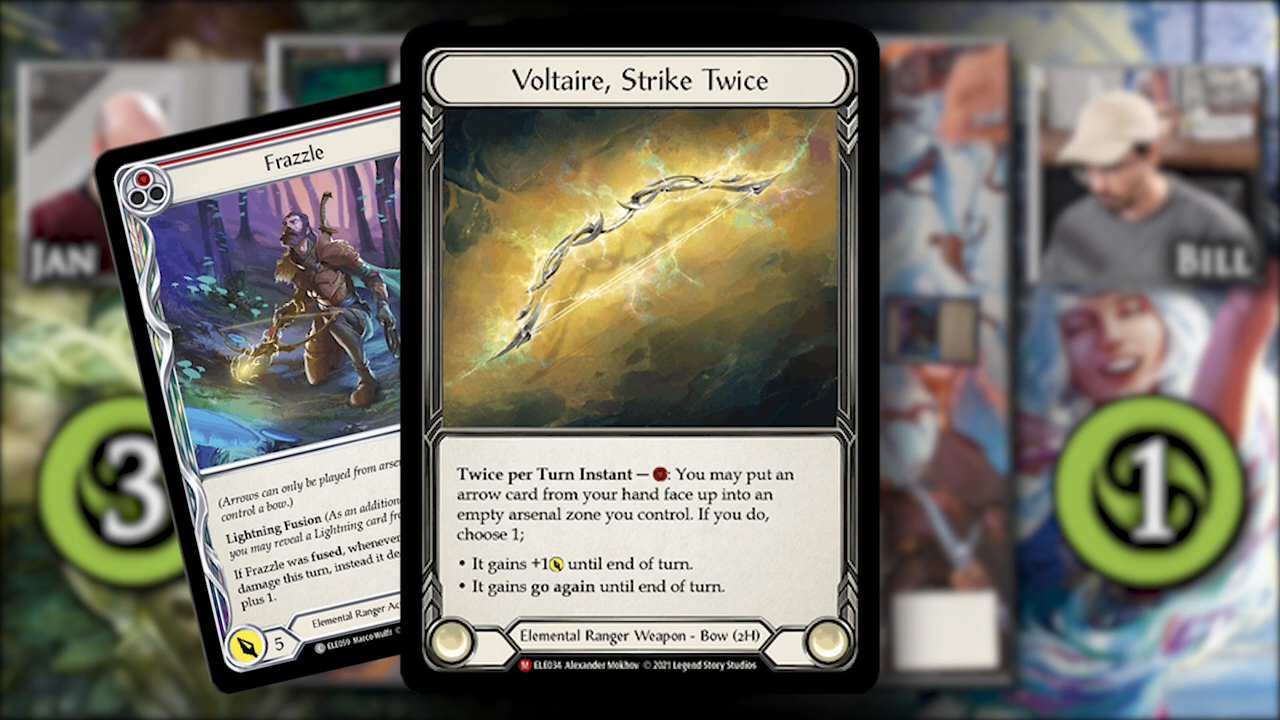 JAN
3
Frazzle
(Arrows can only be played from
control a bow.)
Lightning Fusion (As an addition
you may reveal a Lightning card
If Frazzle was fused, whenever
damage this turn, instead it
plus 1.
5
Elemental Ranger
ELE059 Marco Wulfr ©
Voltaire, Strike Twice
Twice per Turn Instant — : You may put an
arrow card from your hand face up into an
empty arsenal zone you control. If you do,
choose 1;
• It gains +1 until end of turn.
• It gains go again until end of turn.
Elemental Ranger Weapon - Bow (2H)
M ELE034 Alexander Mokhov © 2021 Legend Story Studios
BILL
1